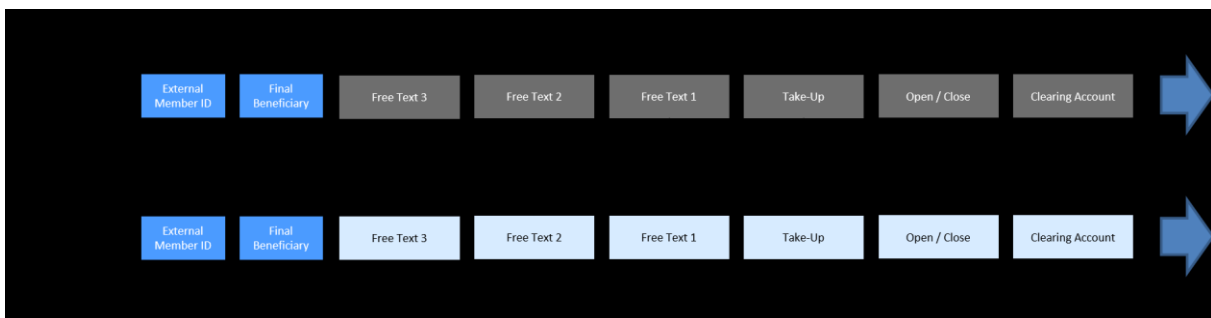 External
Member ID
Final
Beneficiary
Free Text 3
Free Text 2
Free Text 1
Take-Up
Open / Close
Clearing Account
External
Member ID
Final
Beneficiary
Free Text 3
Free Text 2
Free Text 1
Take-Up
Open / Close
Clearing Account